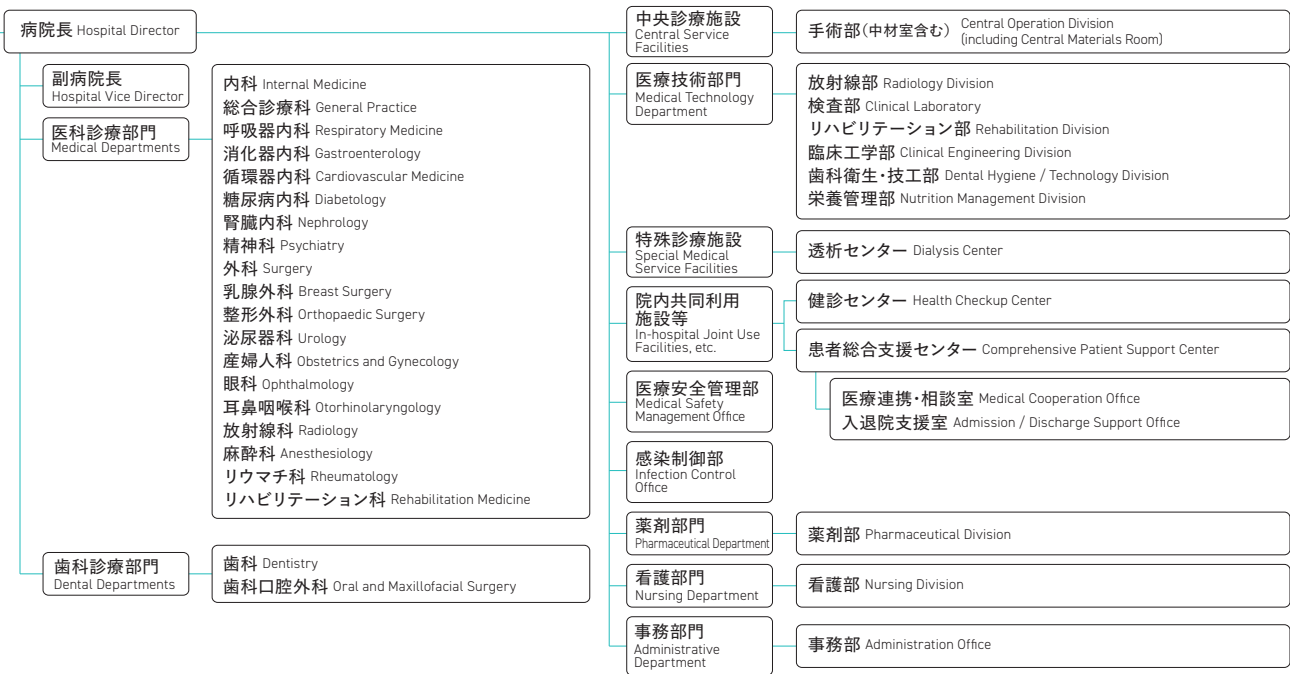 病院長 Hospital Director
副病院長
Hospital Vice Director
医科診療部門
Medical Departments
内科 Internal Medicine
総合診療科 General Practice
呼吸器内科 Respiratory Medicine
消化器内科 Gastroenterology
循環器内科 Cardiovascular Medicine
糖尿病内科 Diabetology
腎臓内科 Nephrology
精神科 Psychiatry
外科 Surgery
乳腺外科 Breast Surgery
整形外科 Orthopaedic Surgery
泌尿器科 Urology
産婦人科 Obstetrics and Gynecology
眼科 Ophthalmology
耳鼻咽喉科 Otorhinolaryngology
放射線科 Radiology
麻酔科 Anesthesiology
リウマチ科 Rheumatology
リハビリテーション科 Rehabilitation Medicine
歯科診療部門
Dental Departments
歯科 Dentistry
歯科口腔外科 Oral and Maxillofacial Surgery
中央診療施設
Central Service
Facilities
手術部(中材室含む) Central Operation Division
(including Central Materials Room)
医療技術部門
Medical Technology
Department
放射線部 Radiology Division
検査部 Clinical Laboratory
リハビリテーション部 Rehabilitation Division
臨床工学部 Clinical Engineering Division
歯科衛生・技工部 Dental Hygiene / Technology Division
栄養管理部 Nutrition Management Division
特殊診療施設
Special Medical
Service Facilities
透析センター Dialysis Center
院内共同利用
施設等
In-hospital Joint Use
Facilities, etc.
健診センター Health Checkup Center
患者総合支援センター Comprehensive Patient Support Center
医療連携・相談室 Medical Cooperation Office
入退院支援室 Admission / Discharge Support Office
医療安全管理部
Medical Safety
Management Office
感染制御部
Infection Control
Office
薬剤部門
Pharmaceutical Department
薬剤部 Pharmaceutical Division
看護部門
Nursing Department
看護部 Nursing Division
事務部門
Administrative
Department
事務部 Administration Office